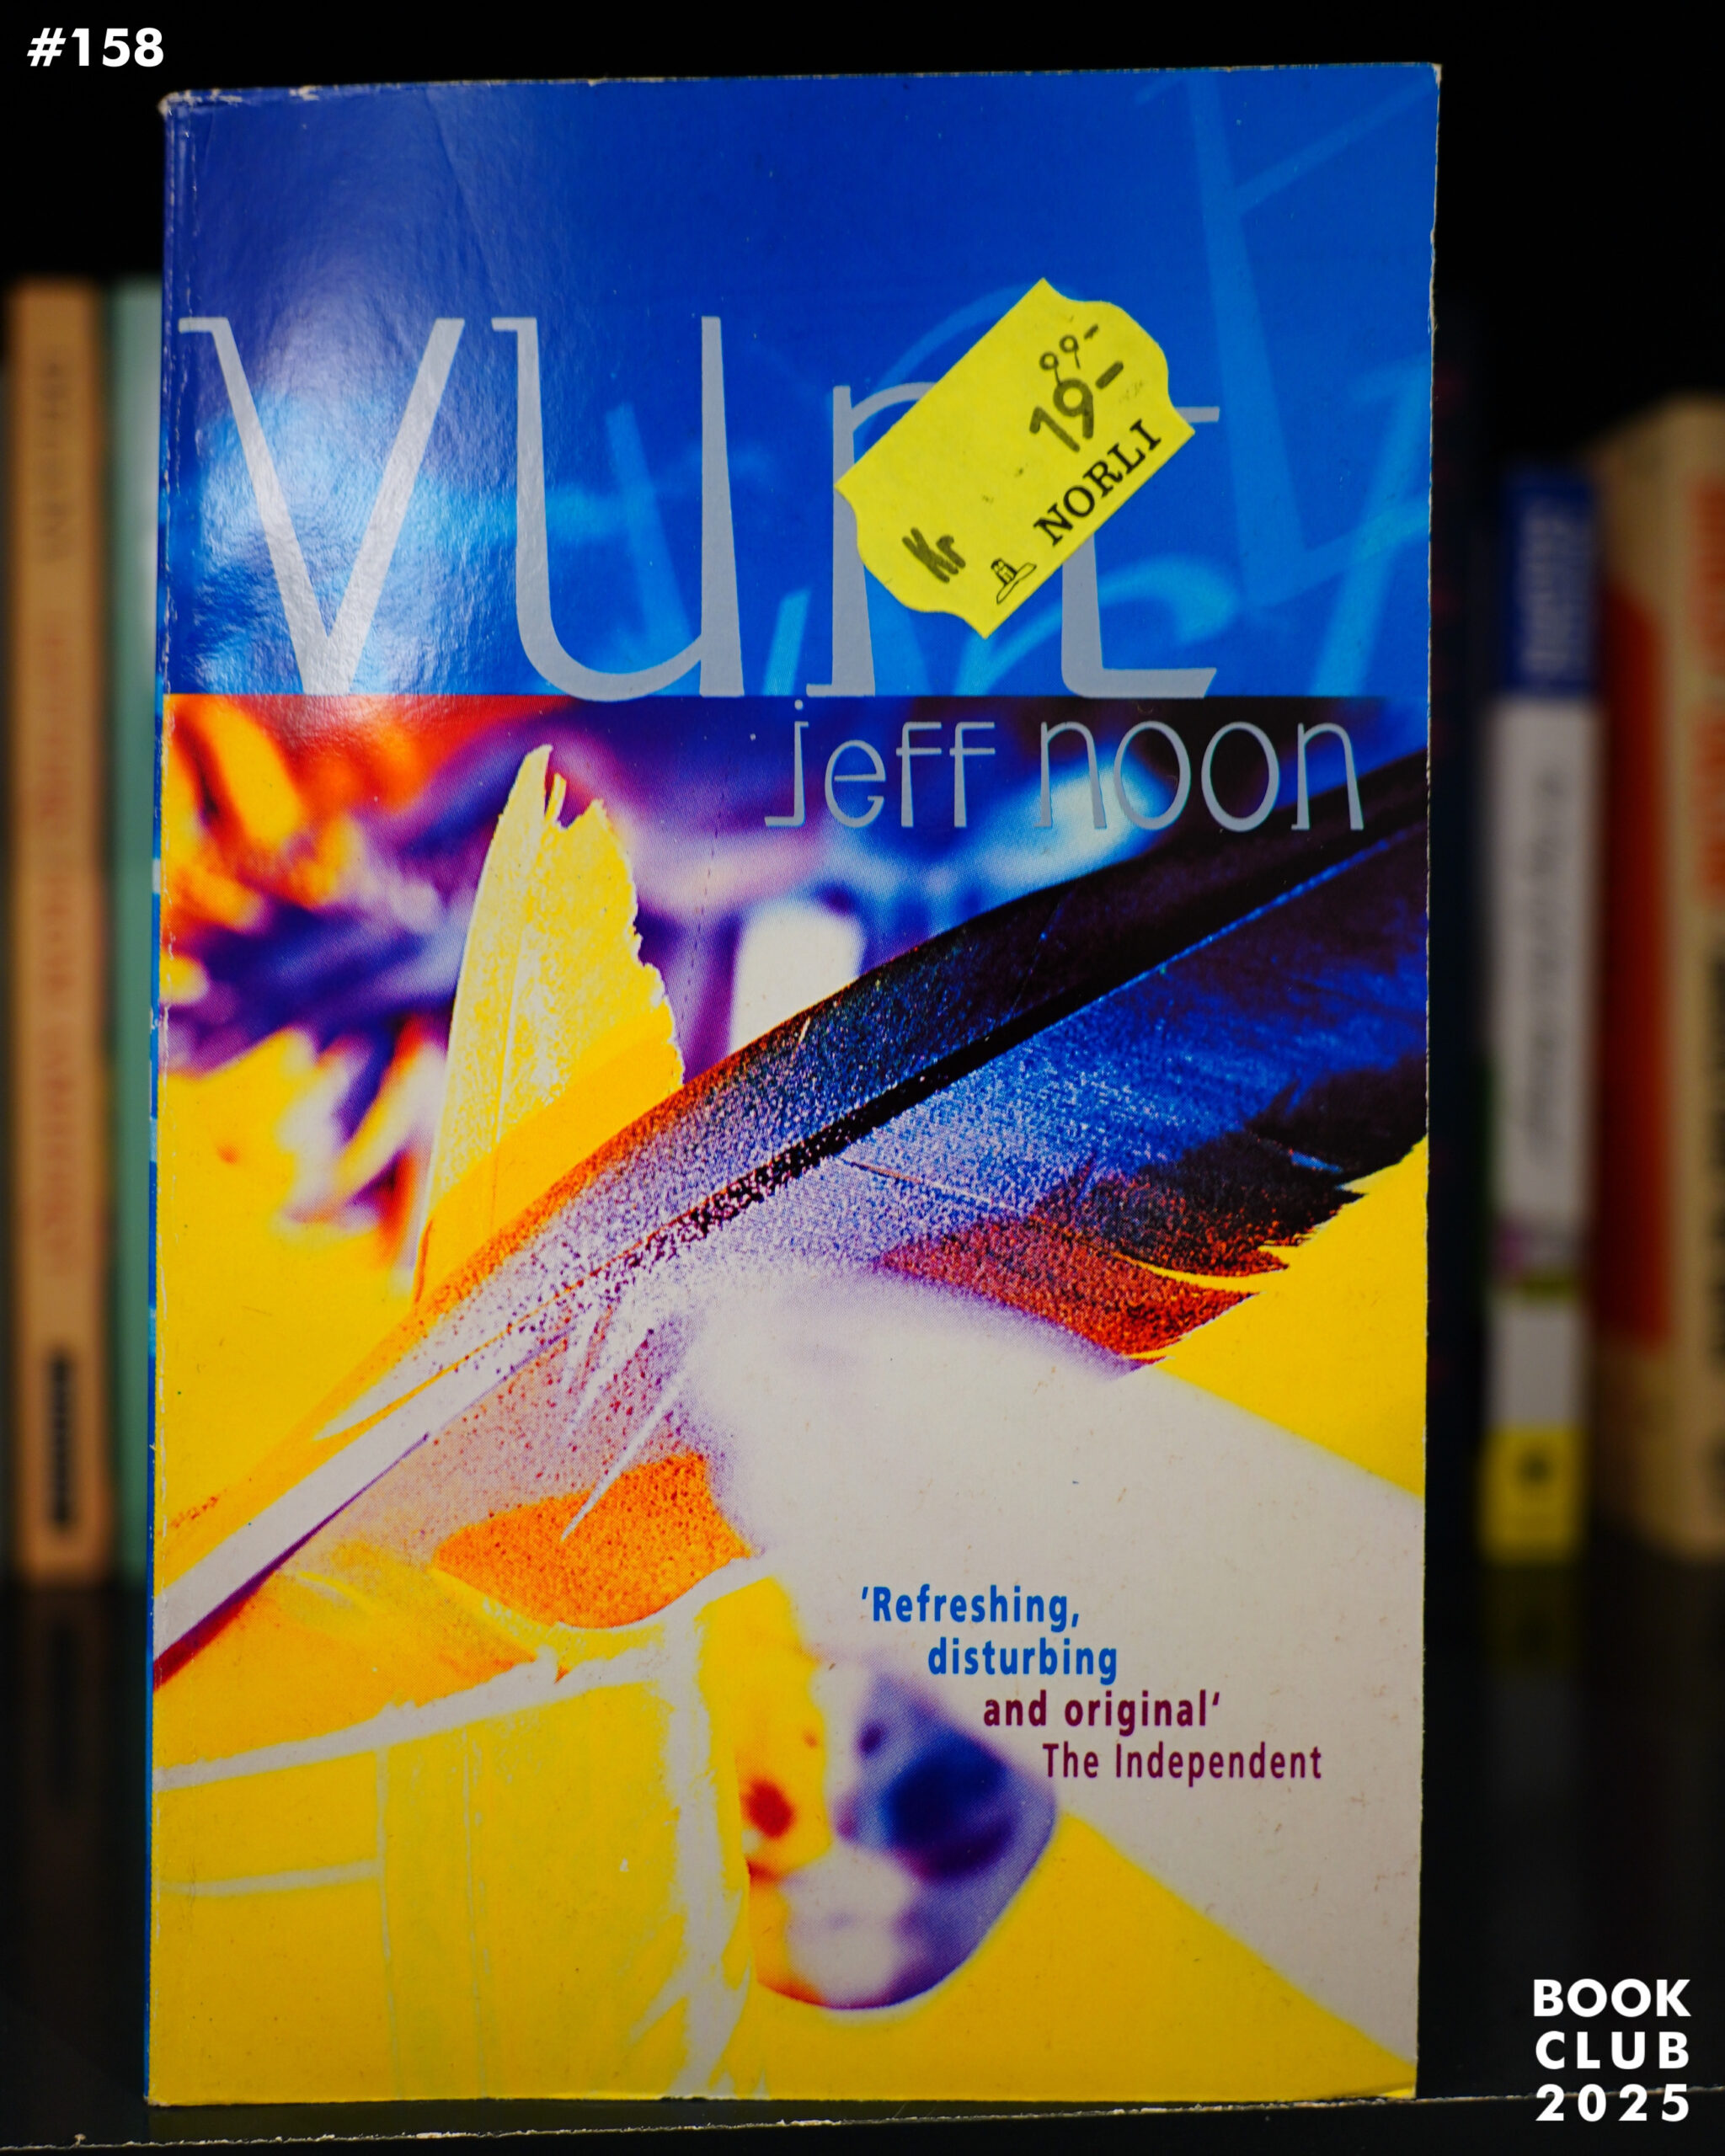 #158
vurt
Kr 19 99-
NORLI
jeff noon
'Refreshing,
disturbing
and original'
The Independent
BOOK
CLUB
2025